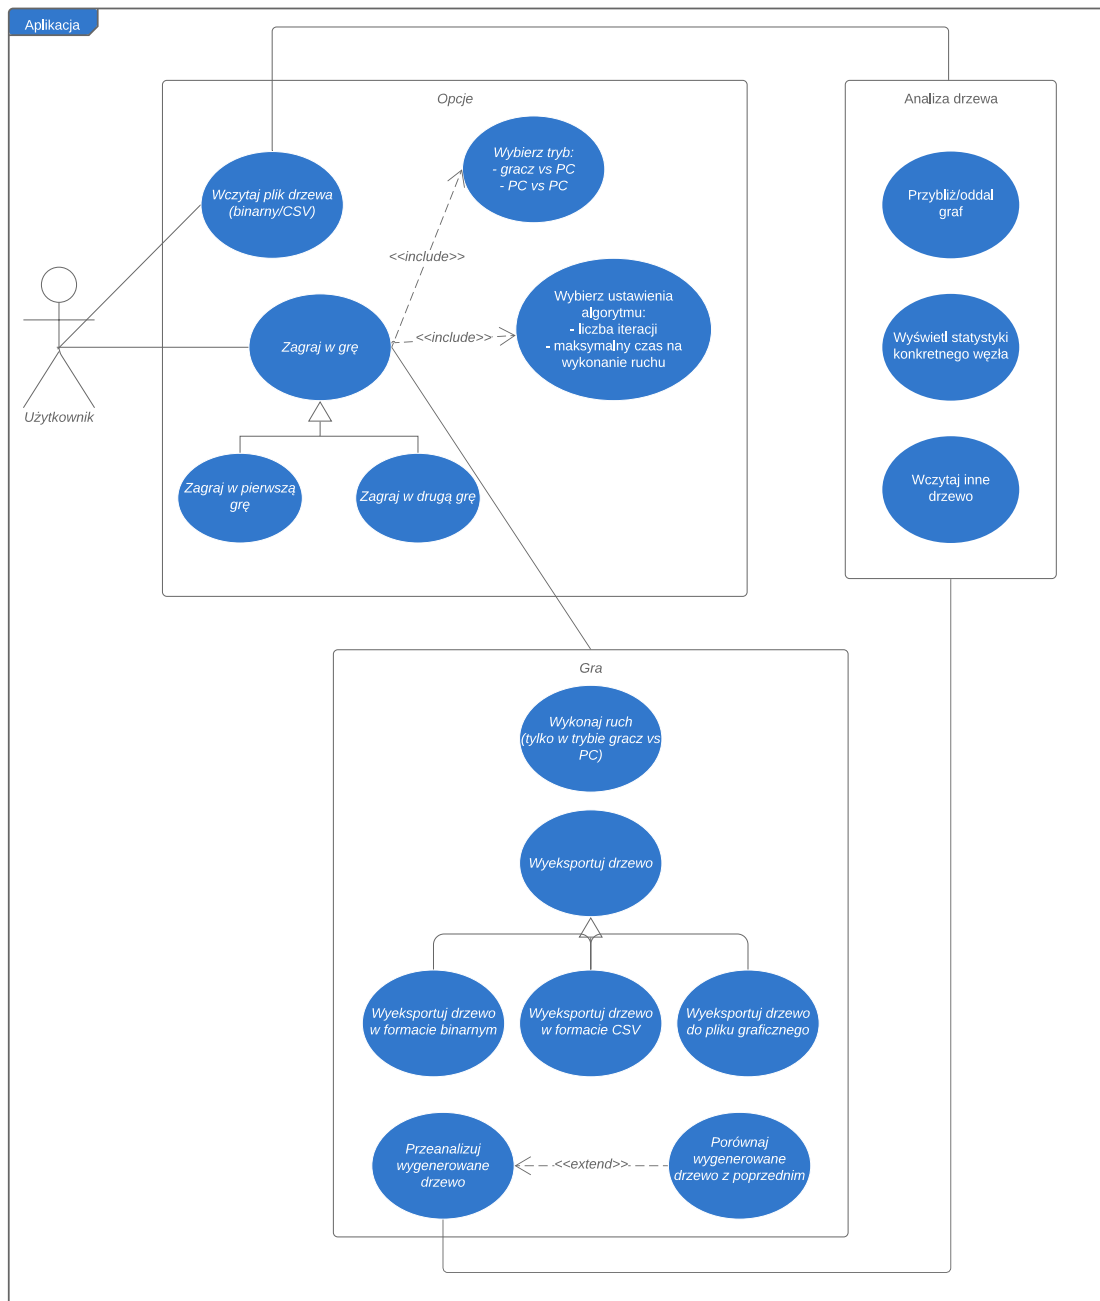 Aplikacja
Opcje
Analiza drzewa
Wybierz tryb:
- gracz vs PC
- PC vs PC
Wczytaj plik drzewa
(binarny/CSV)
Przybliż/oddal
graf
<<include>>
Wybierz ustawienia
algorytmu:
- liczba iteracji
- maksymalny czas na
wykonanie ruchu
<<include>>
Zagraj w grę
Wyświetl statystyki
konkretnego węzła
Użytkownik
Zagraj w pierwszą
grę
Zagraj w drugą grę
Wczytaj inne
drzewo
Gra
Wykonaj ruch
(tylko w trybie gracz vs
PC)
Wyeksportuj drzewo
Wyeksportuj drzewo
w formacie binarnym
Wyeksportuj drzewo
w formacie CSV
Wyeksportuj drzewo
do pliku graficznego
Przeanalizuj
wygenerowane
drzewo
<<extend>>
Porównaj
wygenerowane
drzewo z poprzednim